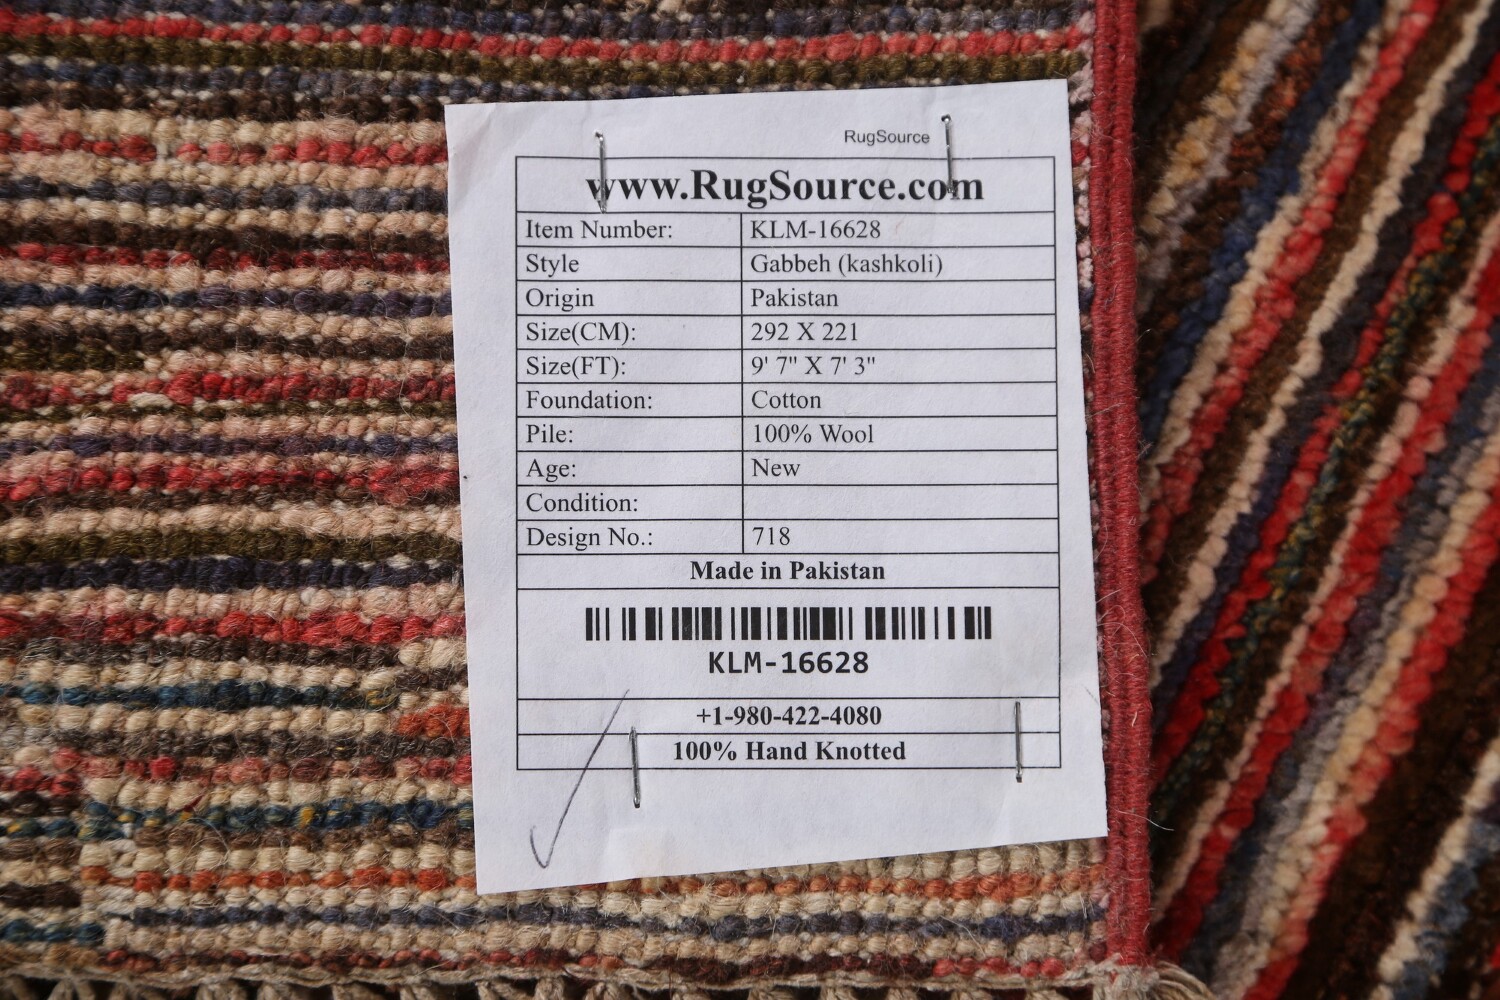 RugSource
www.RugSource.com
Item Number: KLM-16628
Style Gabbeh (kashkoli)
Origin Pakistan
Size(CM): 292 X 221
Size(FT): 9' 7" X 7' 3"
Foundation: Cotton
Pile: 100% Wool
Age: New
Condition:
Design No.: 718
Made in Pakistan
KLM-16628
+1-980-422-4080
100% Hand Knotted